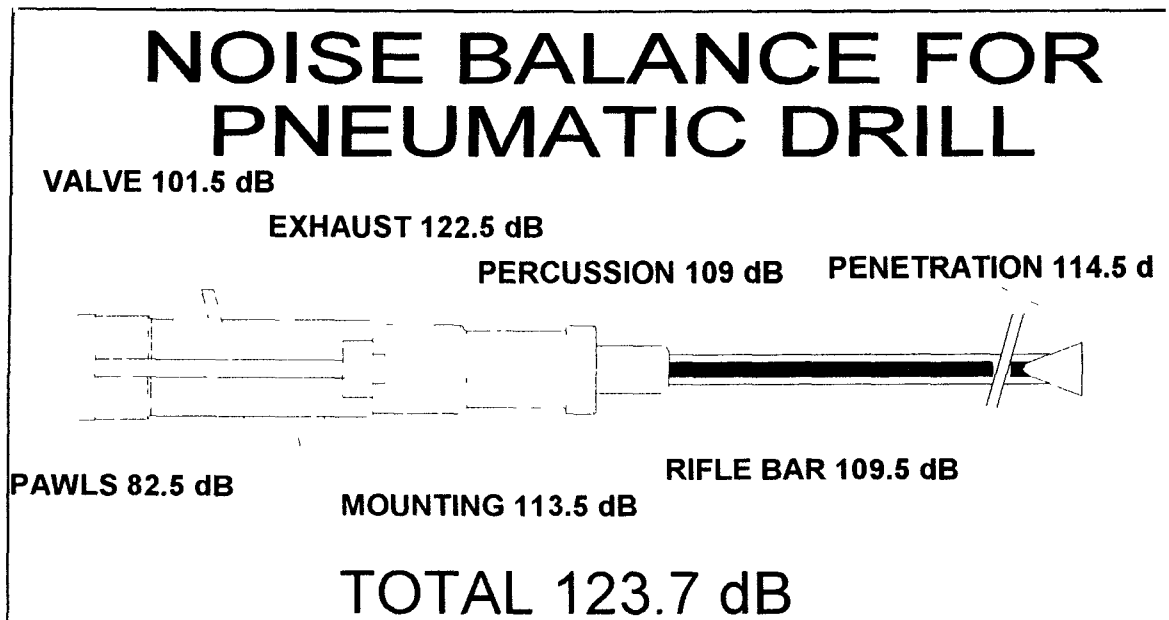 NOISE BALANCE FOR
PNEUMATIC DRILL
VALVE 101.5 dB
EXHAUST 122.5 dB
PERCUSSION 109 dB
PENETRATION 114.5 d
PAWLS 82.5 dB
MOUNTING 113.5 dB
RIFLE BAR 109.5 dB
TOTAL 123.7 dB